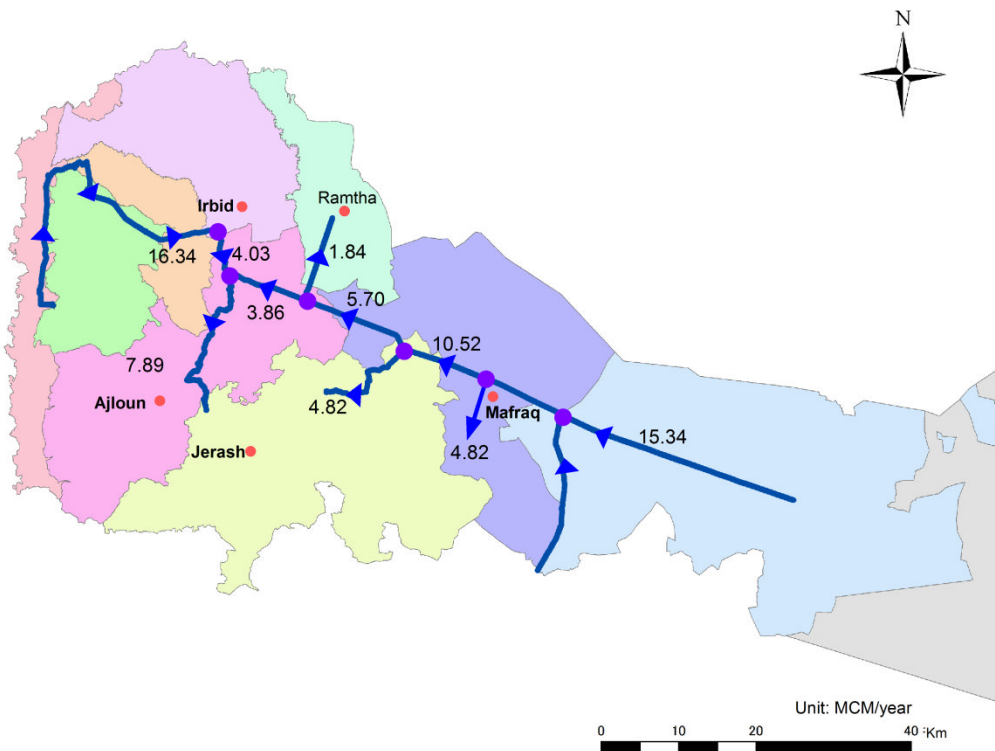 N
Irbid
Ramtha
16.34
4.03
1.84
3.86
5.70
10.52
7.89
4.82
Ajloun
Mafraq
Jerash
4.82
15.34
Unit: MCM/year
0 10 20 40 Km